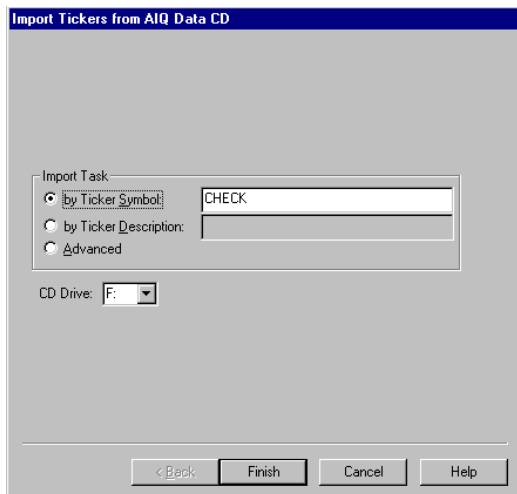 Import Tickers from AIQ Data CD
Import Task
by Ticker Symbol: CHECK
by Ticker Description:
Advanced
CD Drive: F:
< Back Finish Cancel Help